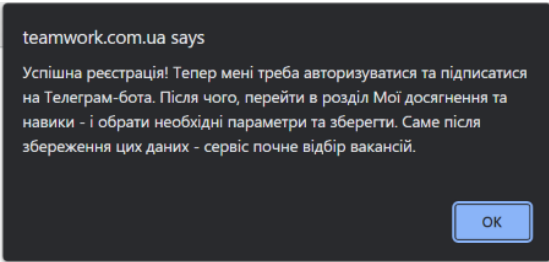 teamwork.com.ua says
Успішна реєстрація! Тепер мені треба авторизуватися та підписатися
на Телеграм-бота. Після чого, перейти в розділ Мої досягнення та
навики - і обрати необхідні параметри та зберегти. Саме після
збереження цих даних - сервіс почне відбір вакансій.
OK